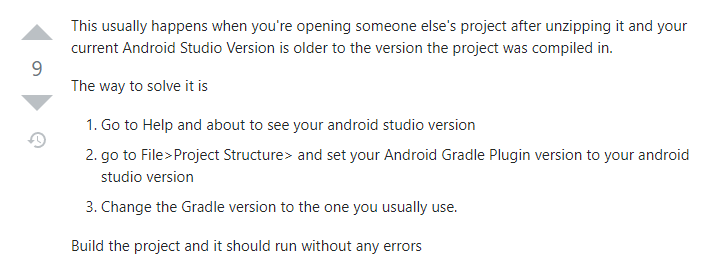 This usually happens when you're opening someone else's project after unzipping it and your
current Android Studio Version is older to the version the project was compiled in.
9
The way to solve it is
1. Go to Help and about to see your android studio version
2. go to File>Project Structure> and set your Android Gradle Plugin version to your android
studio version
3. Change the Gradle version to the one you usually use.
Build the project and it should run without any errors